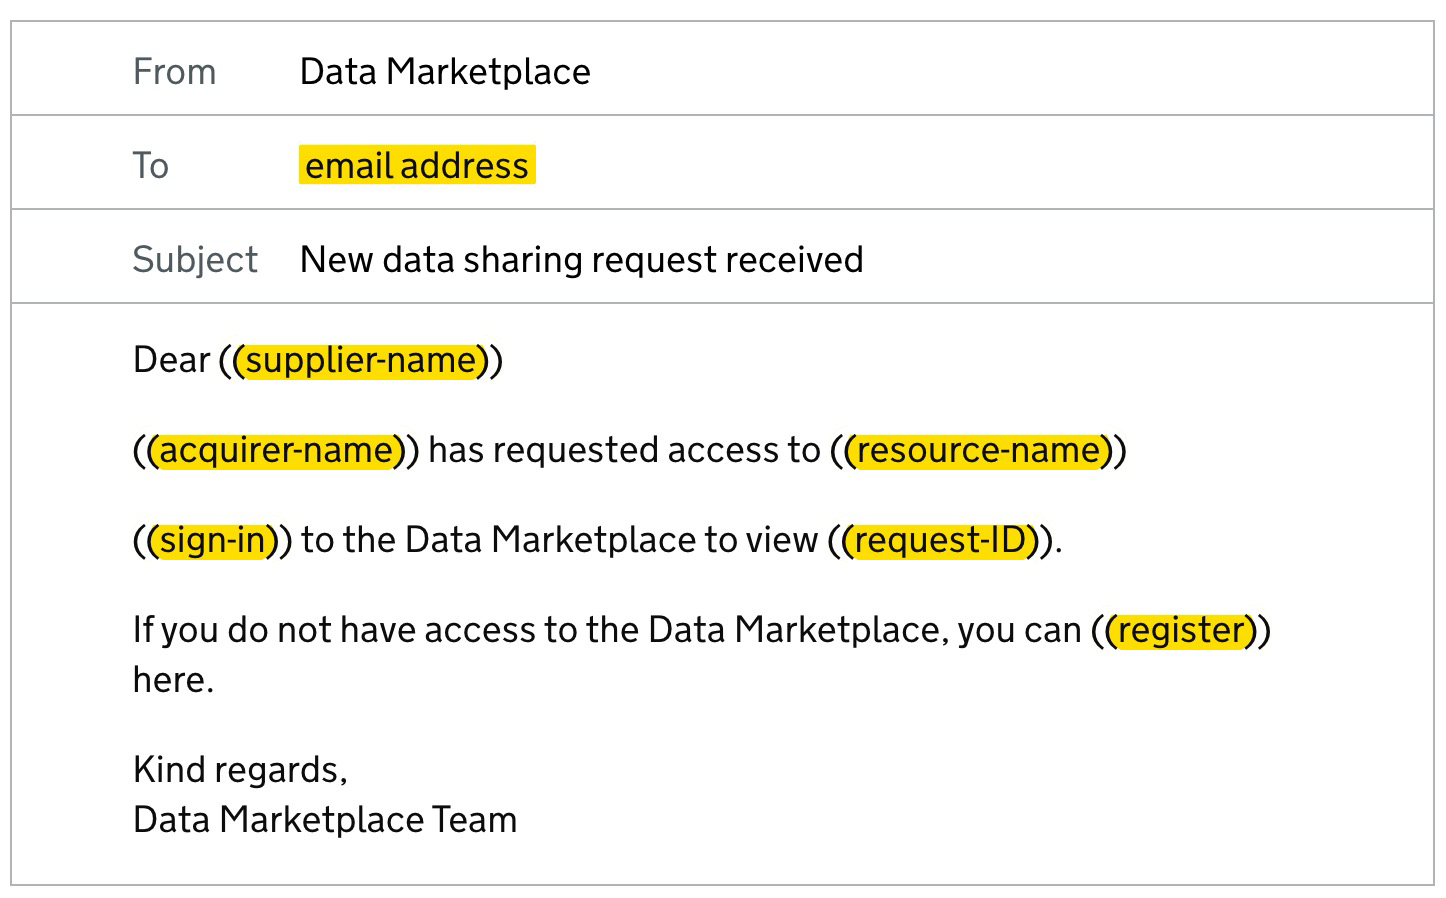 From Data Marketplace
To email address
Subject New data sharing request received
Dear ((supplier-name))
((acquirer-name)) has requested access to ((resource-name))
((sign-in)) to the Data Marketplace to view ((request-ID)).
If you do not have access to the Data Marketplace, you can ((register))
here.
Kind regards,
Data Marketplace Team